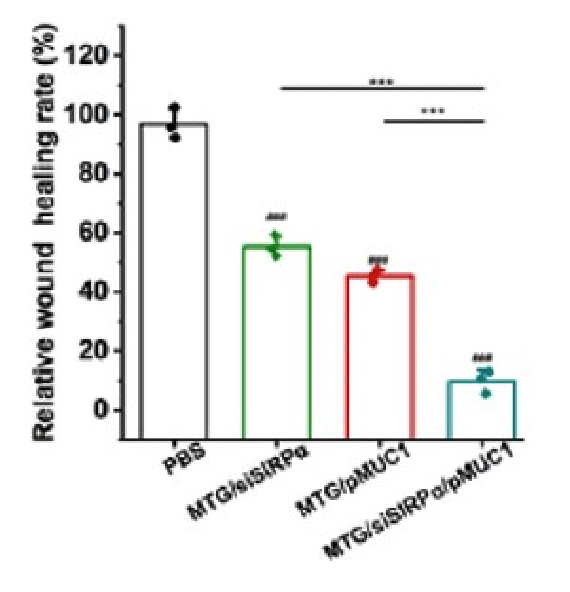 Relative wound healing rate (%)
120
100
80
60
40
20
0
***
***
###
###
###
PBS
MTG/siSIRPα
MTG/pMUC1
MTG/siSIRPα/pMUC1